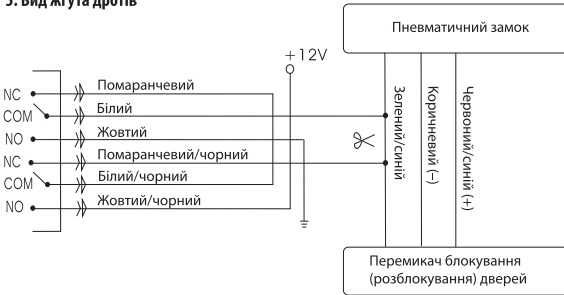 5. Вид жгута дротів
Пневматичний замок
+12V
NC
Помаранчевий
COM
Білий
NO
Жовтий
NC
Помаранчевий/чорний
COM
Білий/чорний
NO
Жовтий/чорний
Зелений/синій
Коричневий (−)
Червоний/синій (+)
Перемикач блокування
(розблокування) дверей